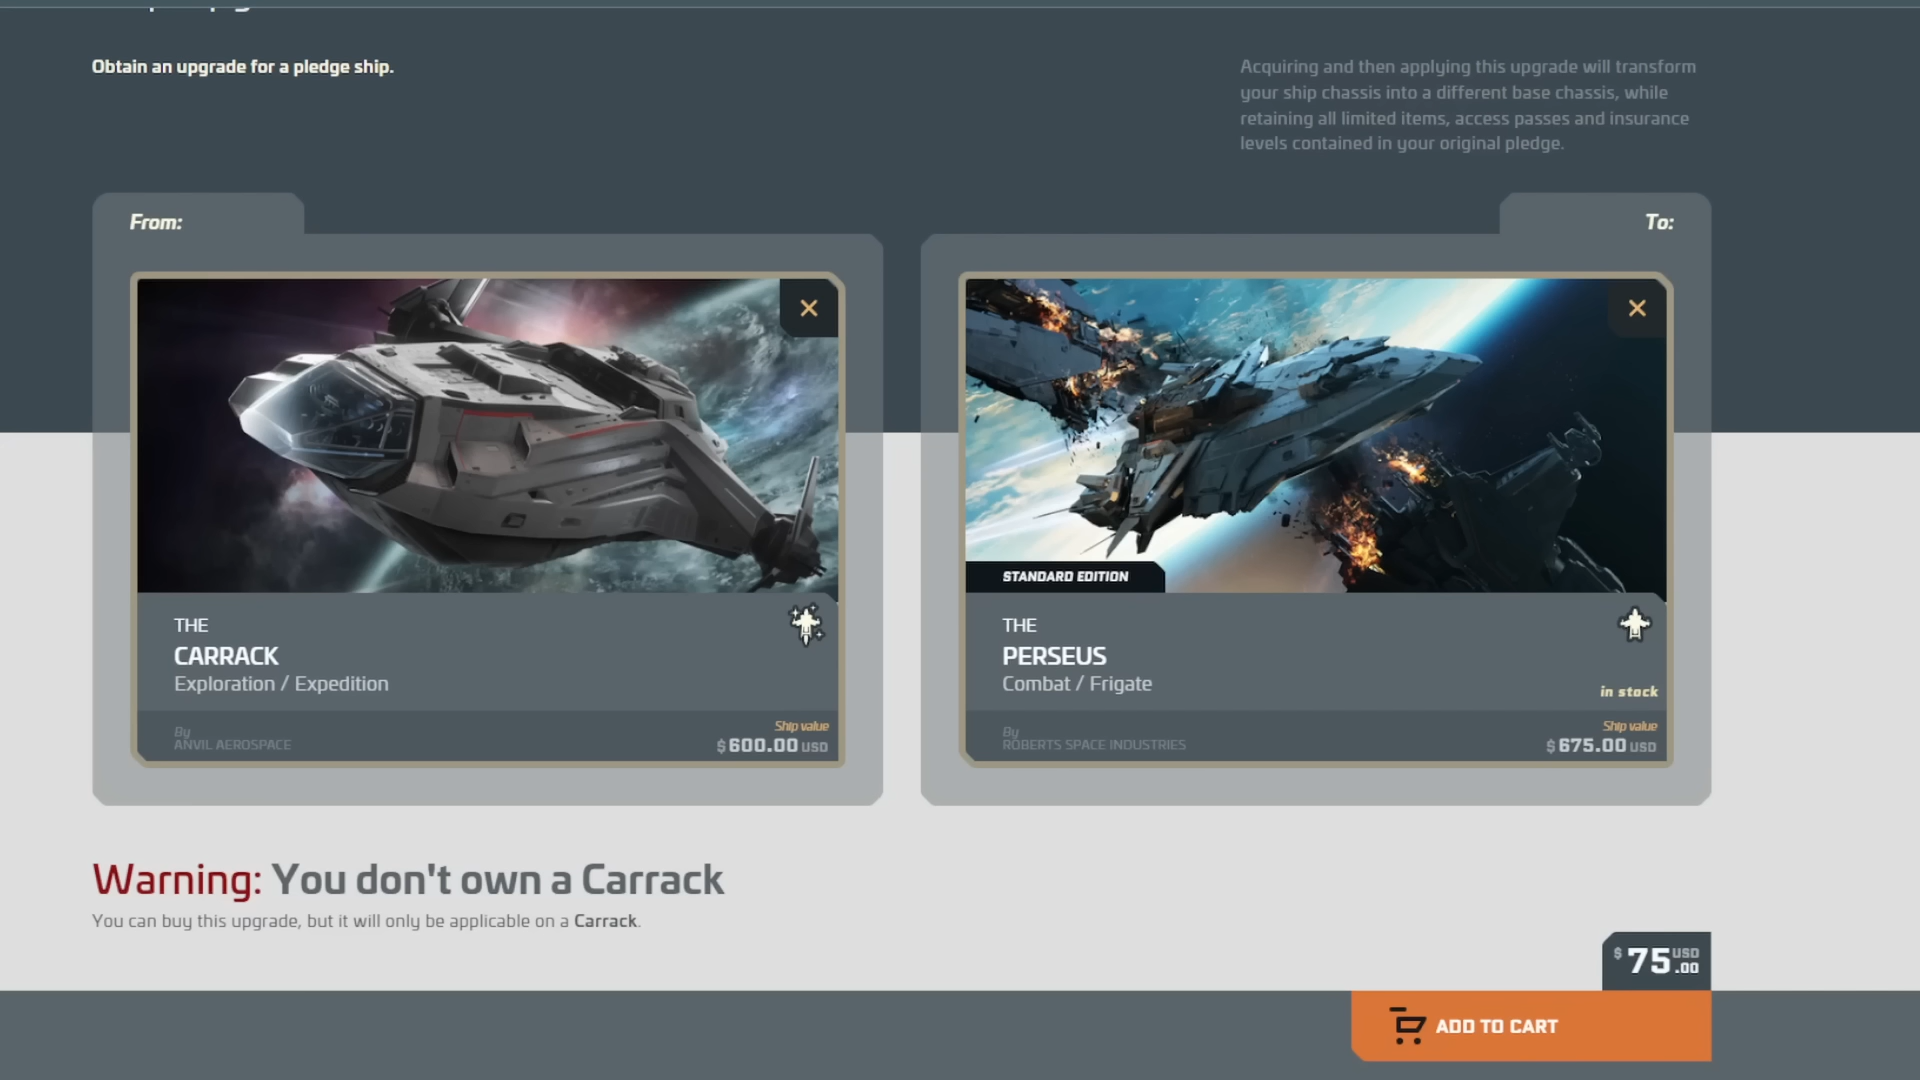 Obtain an upgrade for a pledge ship.
Acquiring and then applying this upgrade will transform
your ship chassis into a different base chassis, while
retaining all limited items, access passes and insurance
levels contained in your original pledge.
From:
To:
STANDARD EDITION
THE
CARRACK
Exploration / Expedition
By
ANVIL AEROSPACE
Ship value
$600.00 USD
THE
PERSEUS
Combat / Frigate
in stock
By
ROBERTS SPACE INDUSTRIES
Ship value
$675.00 USD
Warning: You don't own a Carrack
You can buy this upgrade, but it will only be applicable on a Carrack.
$75.00 USD
ADD TO CART